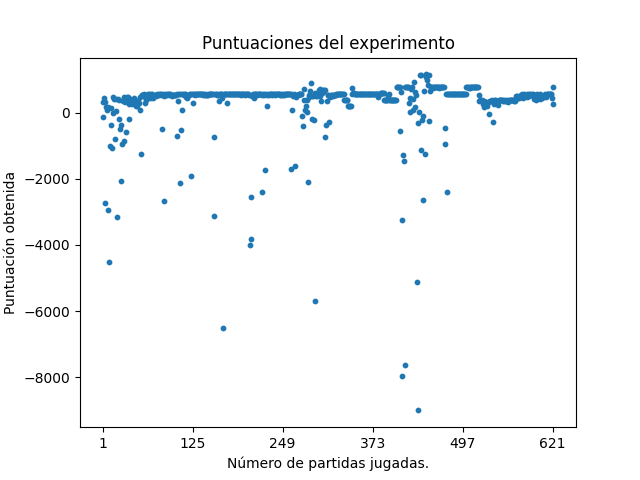 Puntuaciones del experimento
Puntuación obtenida
0
−2000
−4000
−6000
−8000
1 125 249 373 497 621
Número de partidas jugadas.